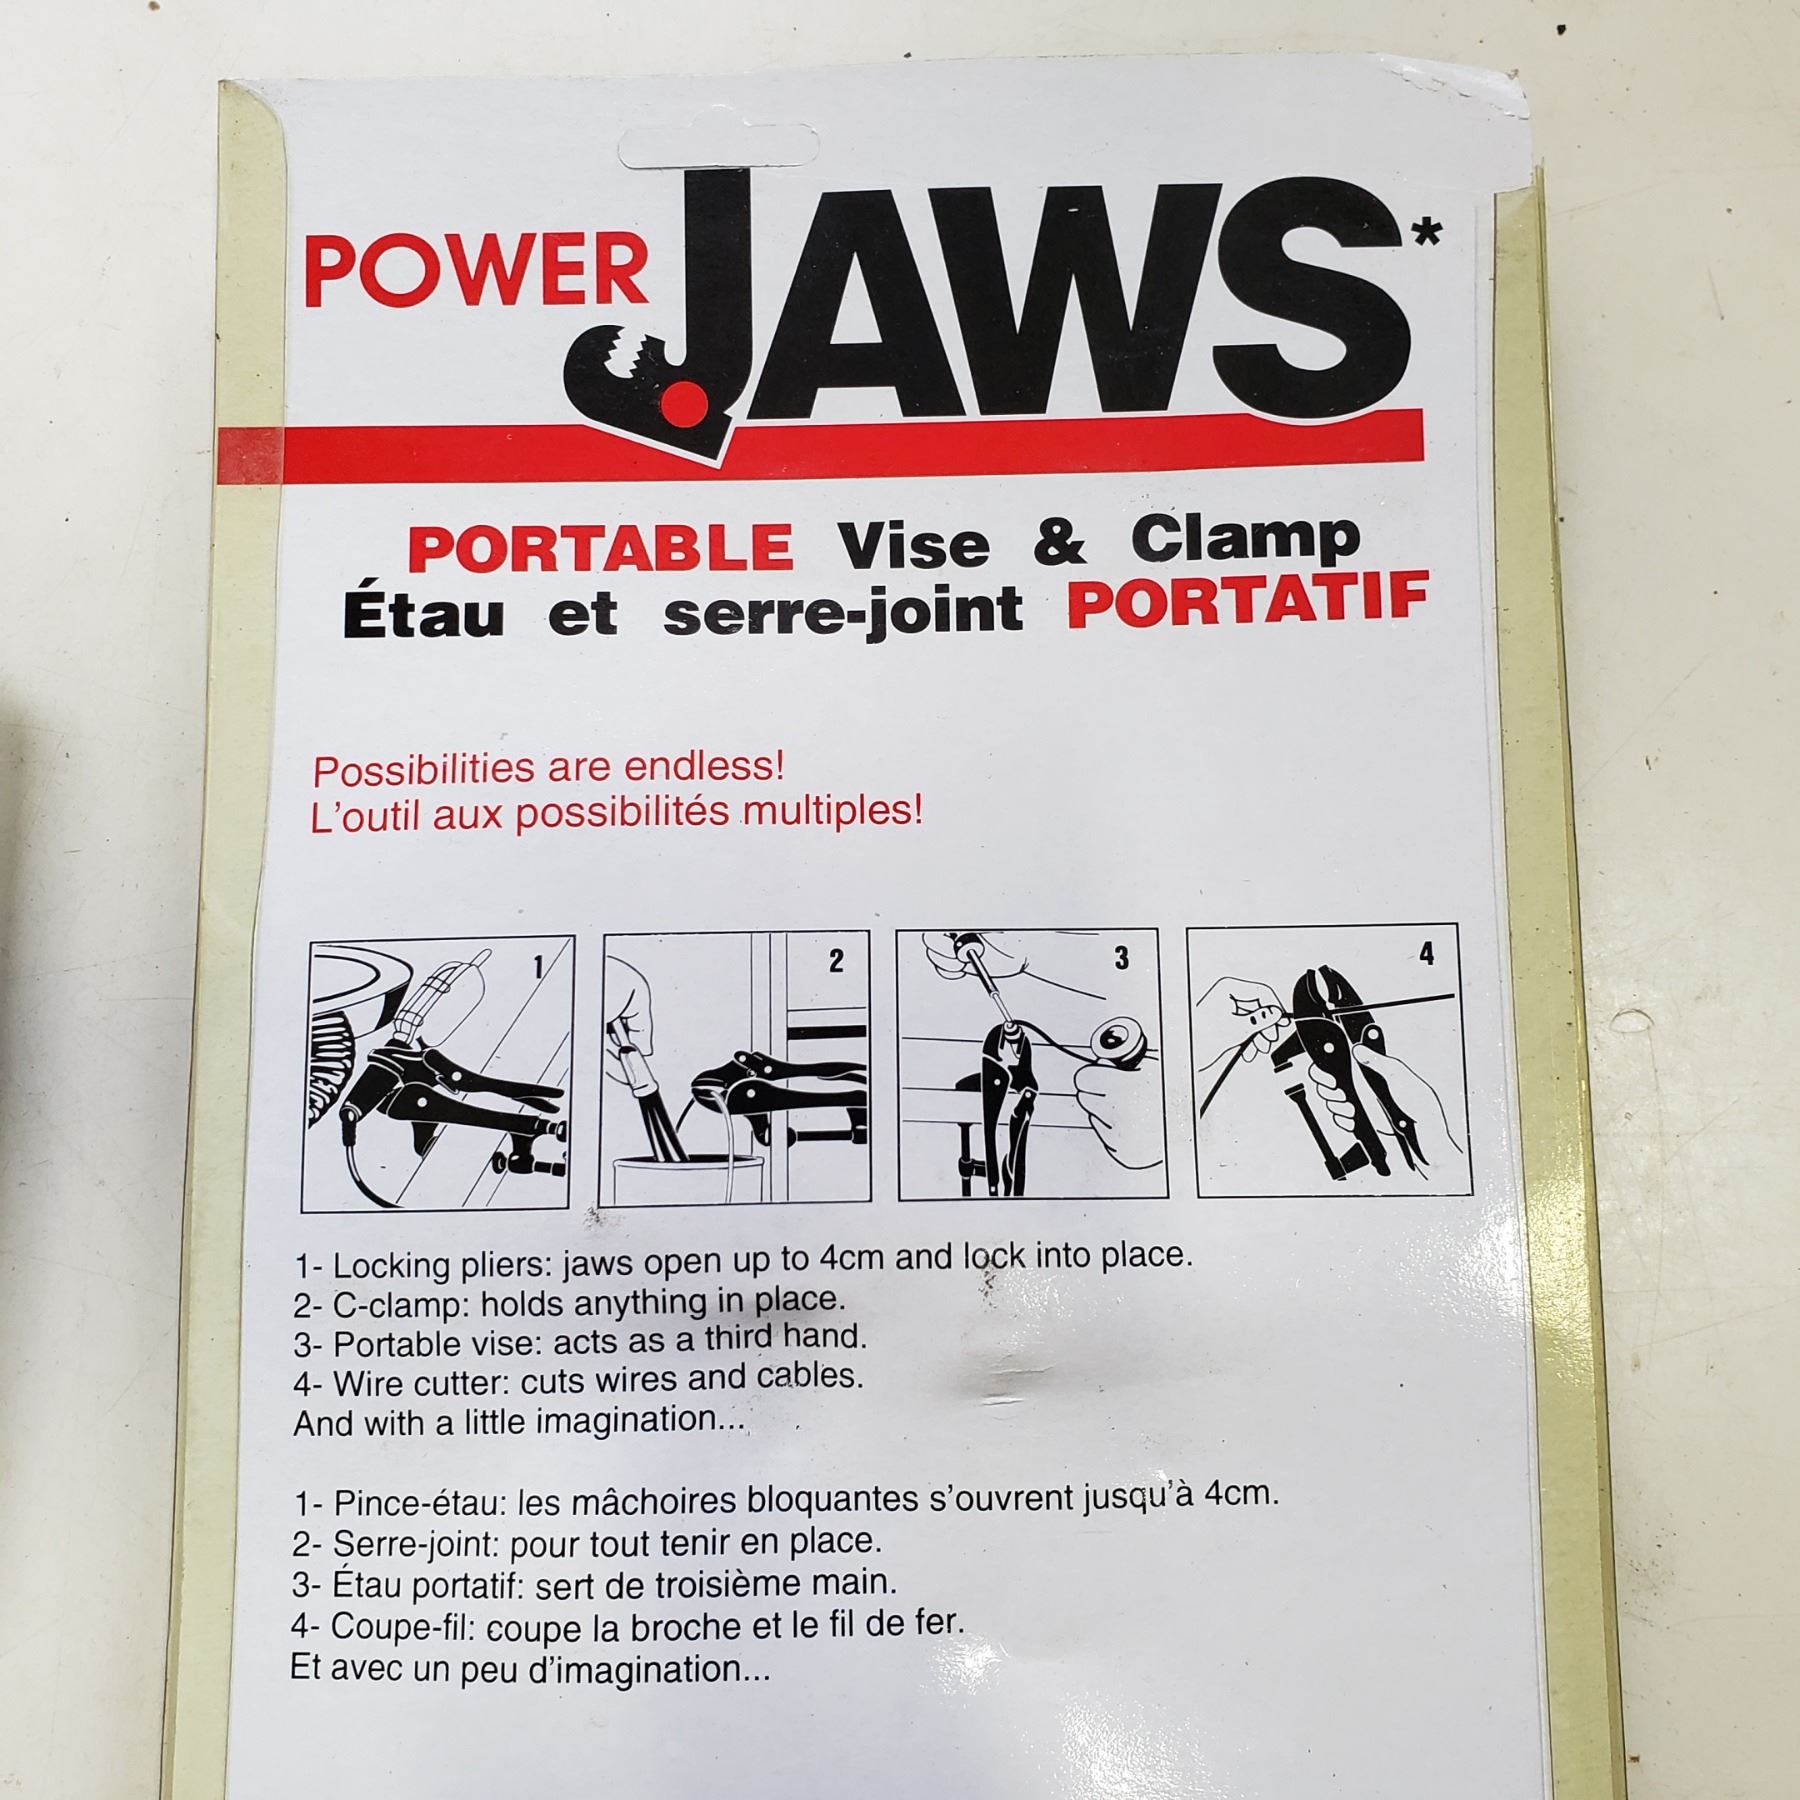 POWER JAWS*
PORTABLE Vise & Clamp
Étau et serre-joint PORTATIF
Possibilities are endless!
L'outil aux possibilités multiples!
1 2 3 4
1- Locking pliers: jaws open up to 4cm and lock into place.
2- C-clamp: holds anything in place.
3- Portable vise: acts as a third hand.
4- Wire cutter: cuts wires and cables.
And with a little imagination...
1- Pince-étau: les mâchoires bloquantes s'ouvrent jusqu'à 4cm.
2- Serre-joint: pour tout tenir en place.
3- Étau portatif: sert de troisième main.
4- Coupe-fil: coupe la broche et le fil de fer.
Et avec un peu d'imagination...